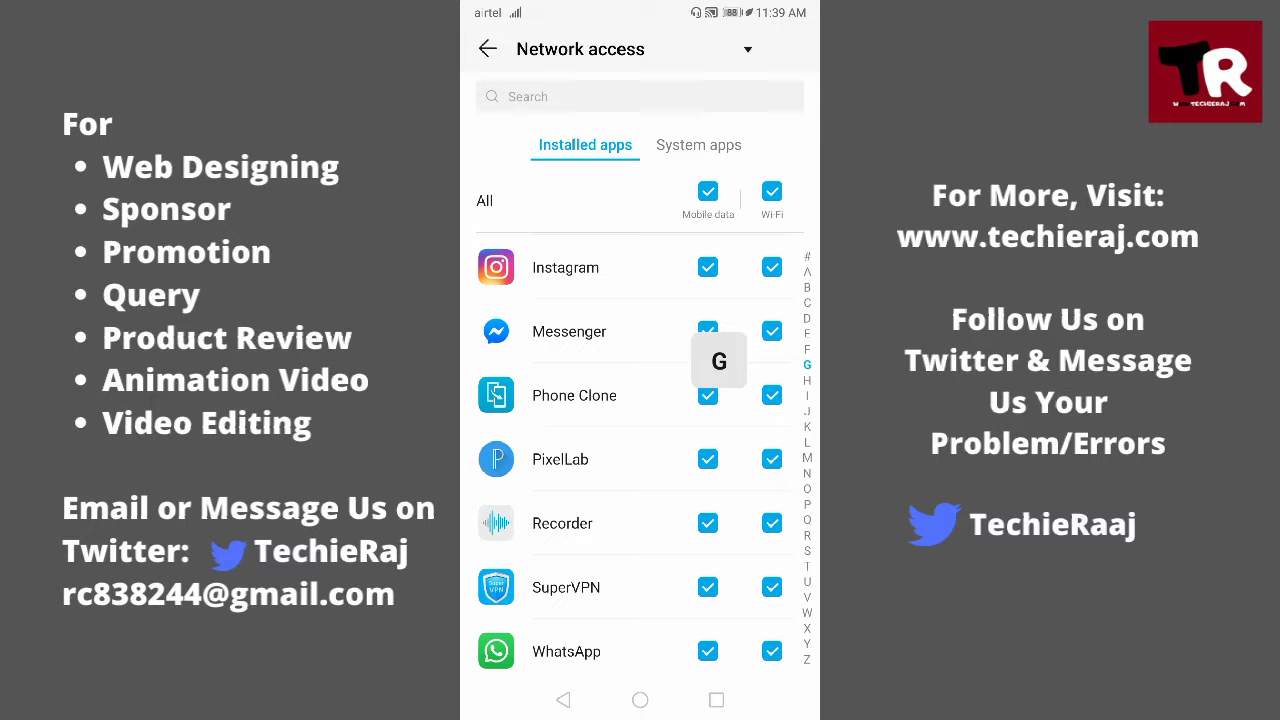 For
• Web Designing
• Sponsor
• Promotion
• Query
• Product Review
• Animation Video
• Video Editing
Email or Message Us on
Twitter: TechieRaj
rc838244@gmail.com
airtel 88 11:39 AM
Network access
Search
Installed apps System apps
All
Mobile data Wi-Fi
Instagram
Messenger
G
Phone Clone
PixelLab
Recorder
SuperVPN
WhatsApp
#
A
B
C
D
E
F
G
H
I
J
K
L
M
N
O
P
Q
R
S
T
U
V
W
X
Y
Z
TR
For More, Visit:
www.techieraj.com
Follow Us on
Twitter & Message
Us Your
Problem/Errors
TechieRaaj